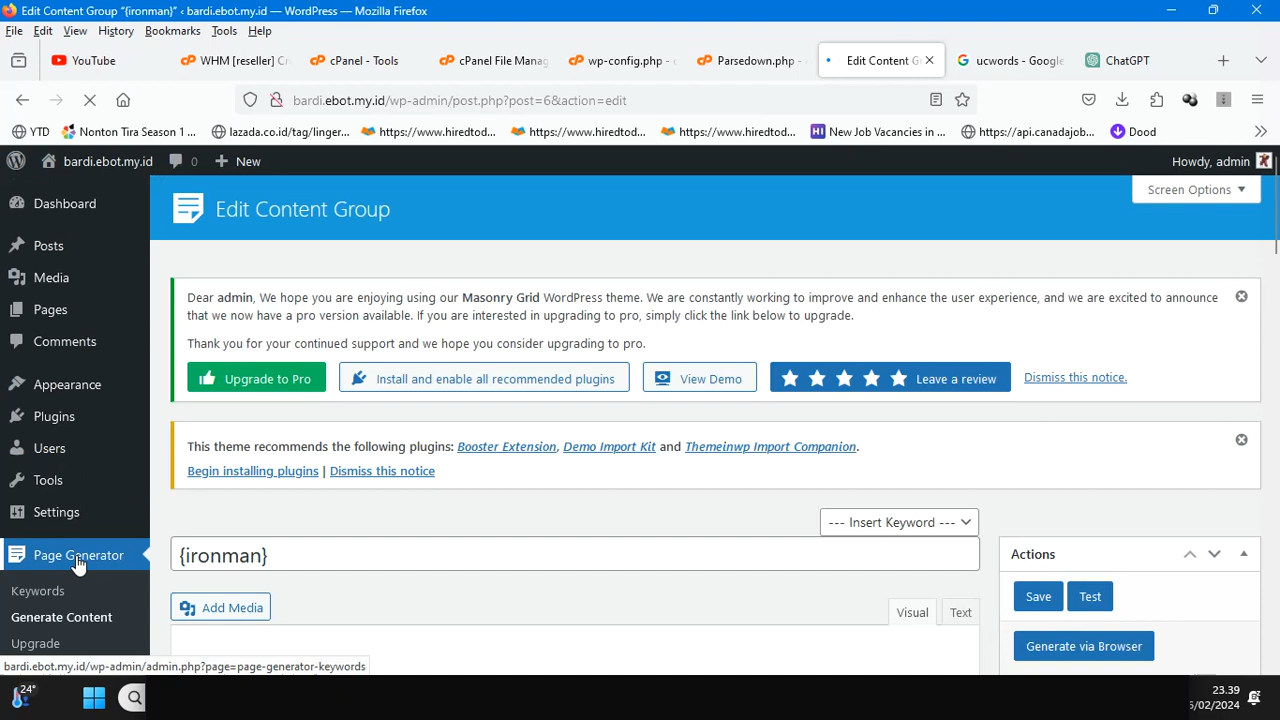 Edit Content Group "{ironman}" ‹ bardi.ebot.my.id — WordPress — Mozilla Firefox
File Edit View History Bookmarks Tools Help
YouTube WHM [reseller] Cr cPanel - Tools cPanel File Manag wp-config.php - c Parsedown.php - Edit Content Gr ucwords - Google ChatGPT
bardi.ebot.my.id/wp-admin/post.php?post=6&action=edit
YTD Nonton Tira Season 1 ... lazada.co.id/tag/linger... https://www.hiredtod... https://www.hiredtod... https://www.hiredtod... New Job Vacancies in ... https://api.canadajob... Dood
bardi.ebot.my.id 0 New Howdy, admin
Screen Options
Edit Content Group
Dashboard
Posts
Media
Pages
Comments
Appearance
Plugins
Users
Tools
Settings
Page Generator
Keywords
Generate Content
Upgrade
Dear admin, We hope you are enjoying using our Masonry Grid WordPress theme. We are constantly working to improve and enhance the user experience, and we are excited to announce
that we now have a pro version available. If you are interested in upgrading to pro, simply click the link below to upgrade.
Thank you for your continued support and we hope you consider upgrading to pro.
Upgrade to Pro Install and enable all recommended plugins View Demo Leave a review Dismiss this notice.
This theme recommends the following plugins: Booster Extension, Demo Import Kit and Themeinwp Import Companion.
Begin installing plugins | Dismiss this notice
--- Insert Keyword ---
{ironman}
Add Media
Visual Text
Actions
Save Test
Generate via Browser
bardi.ebot.my.id/wp-admin/admin.php?page=page-generator-keywords
24°
23.39
5/02/2024